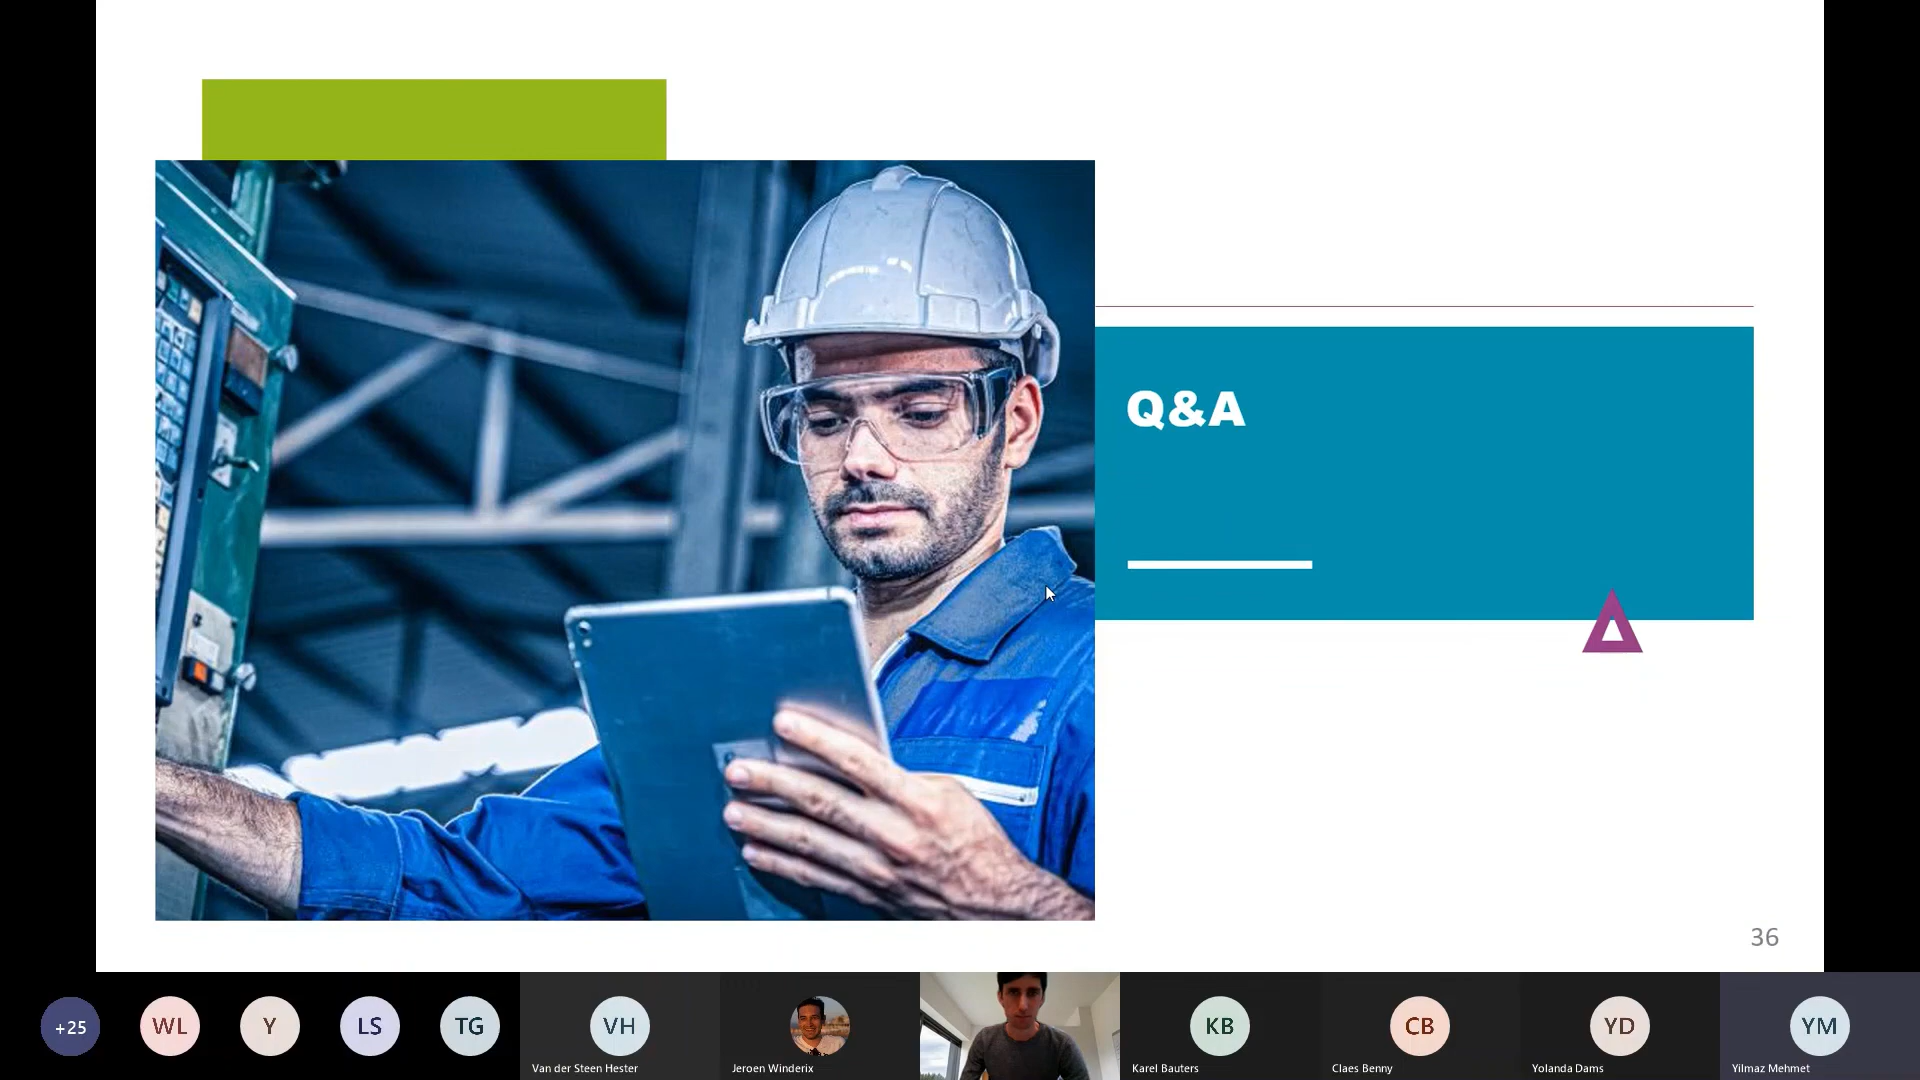 Q&A
36
+25
WL
Y
LS
TG
VH
KB
CB
YD
YM
Van der Steen Hester
Jeroen Winderix
Karel Bauters
Claes Benny
Yolanda Dams
Yilmaz Mehmet